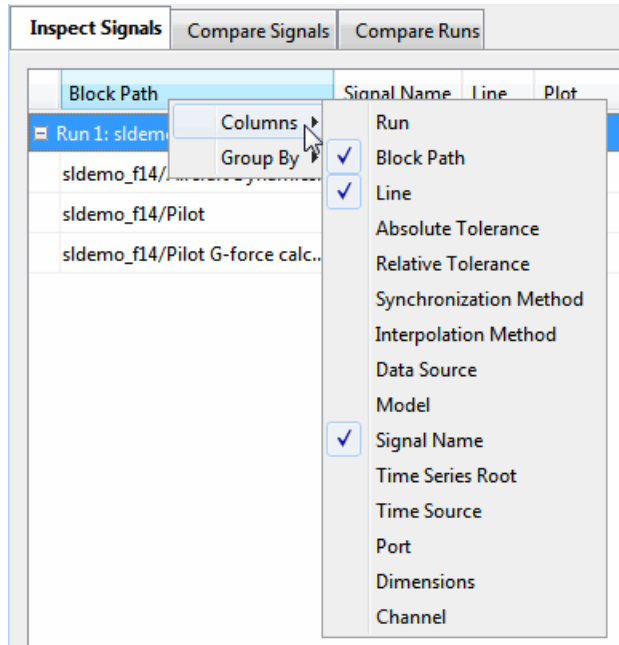 Inspect Signals Compare Signals Compare Runs
Block Path Signal Name Line Plot
Run 1: sldem
sldemo_f14/
sldemo_f14/Pilot
sldemo_f14/Pilot G-force calc...
Columns
Group By
Run
Block Path
Line
Absolute Tolerance
Relative Tolerance
Synchronization Method
Interpolation Method
Data Source
Model
Signal Name
Time Series Root
Time Source
Port
Dimensions
Channel